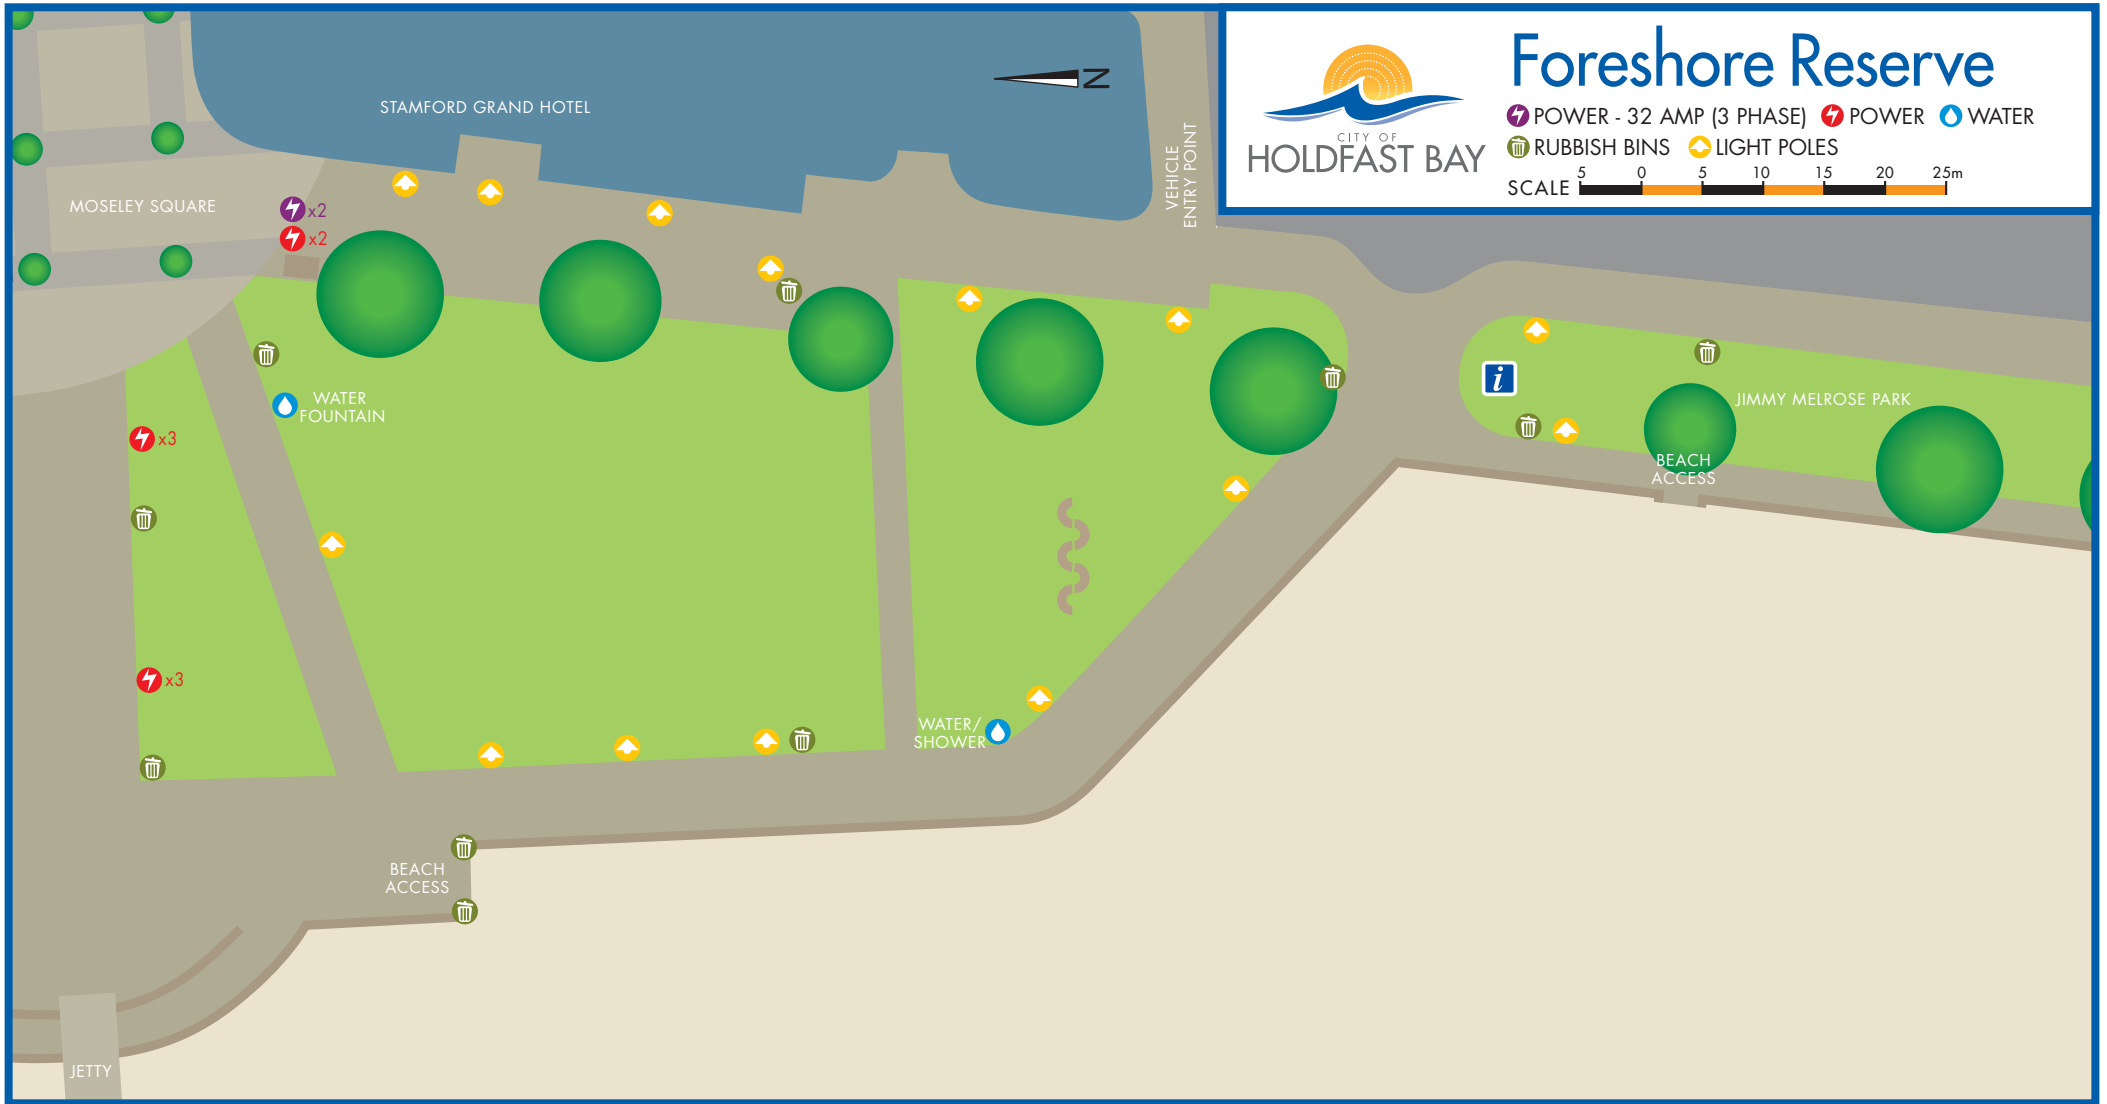 Foreshore Reserve
POWER - 32 AMP (3 PHASE) POWER WATER
RUBBISH BINS LIGHT POLES
SCALE 5 0 5 10 15 20 25m
CITY OF
HOLDFAST BAY
N
STAMFORD GRAND HOTEL
VEHICLE
ENTRY POINT
MOSELEY SQUARE
x2
x2
WATER
FOUNTAIN
x3
x3
i
JIMMY MELROSE PARK
BEACH
ACCESS
WATER/
SHOWER
BEACH
ACCESS
JETTY